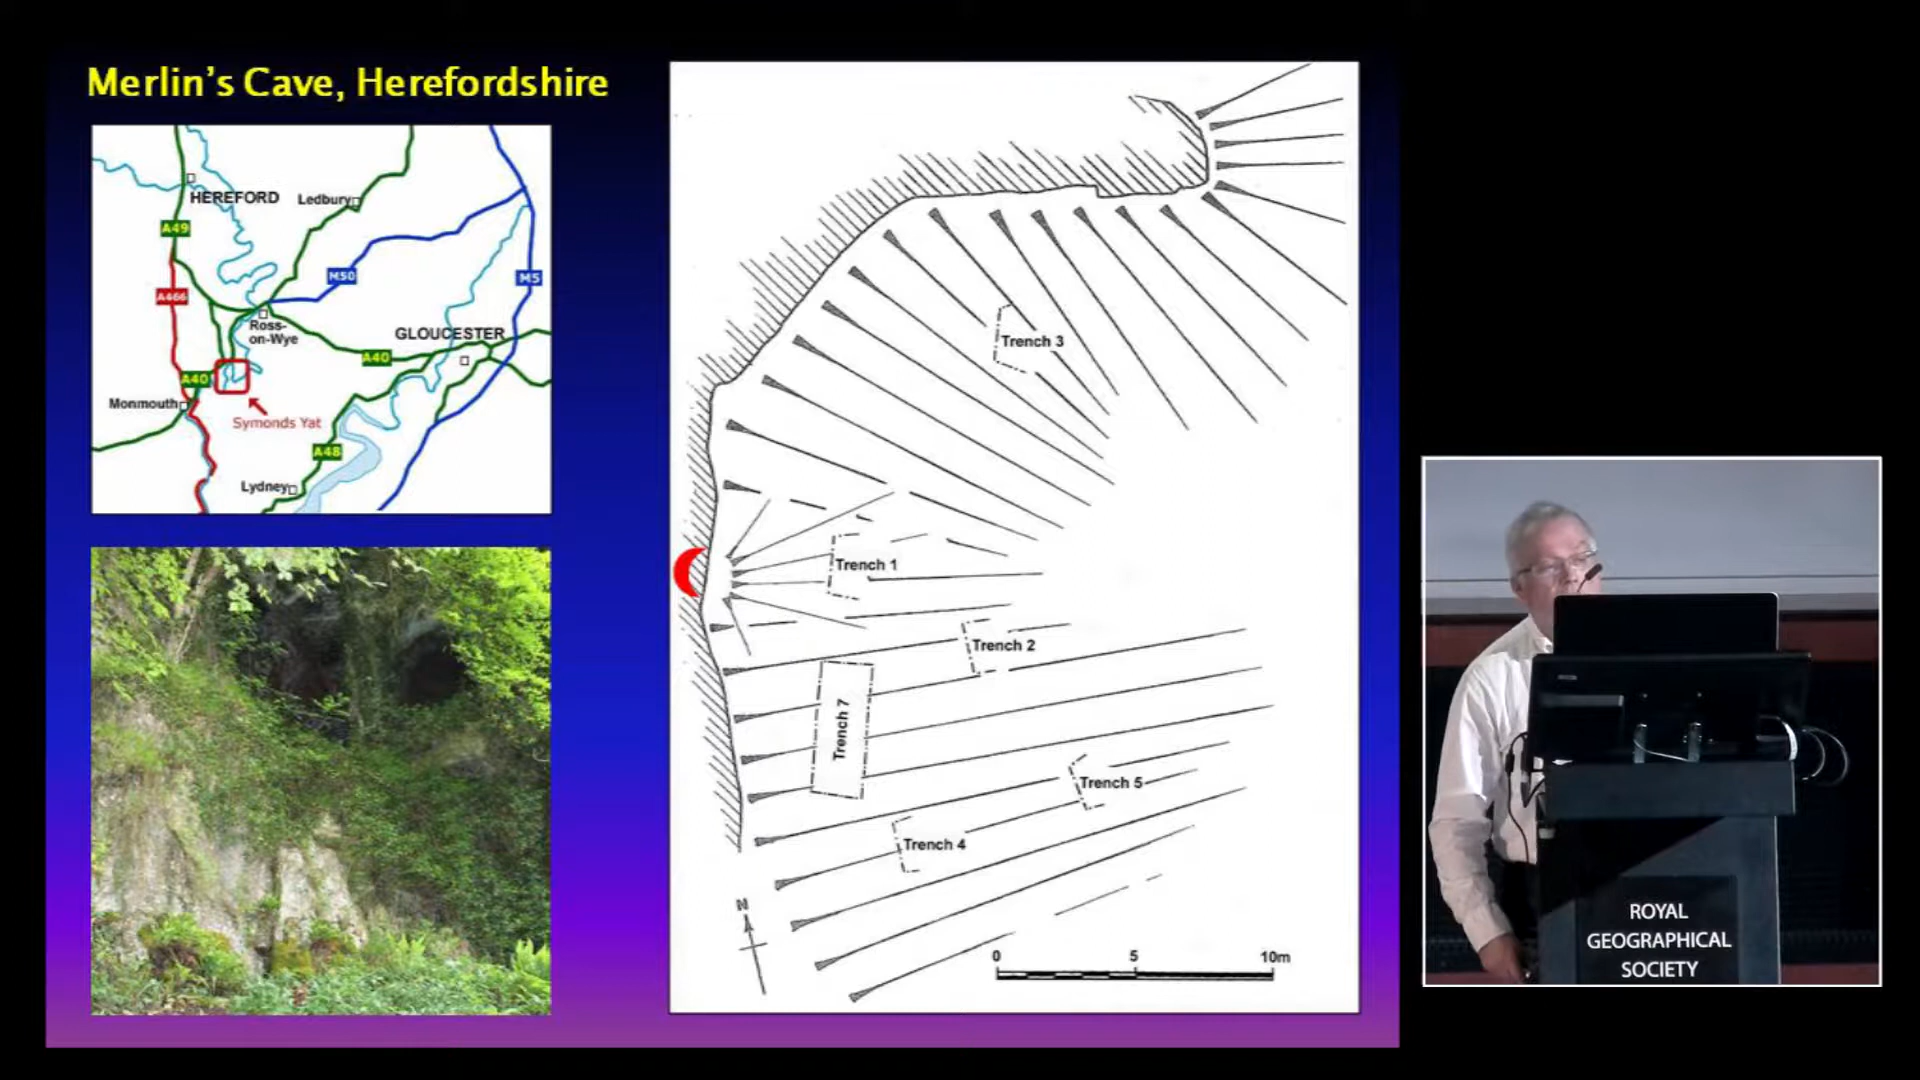 Merlin's Cave, Herefordshire
HEREFORD
Ledbury
A49
A466
M50
M5
Ross-
on-Wye
GLOUCESTER
A40
A40
Monmouth
Symonds Yat
A48
Lydney
Trench 3
Trench 1
Trench 2
Trench 7
Trench 5
Trench 4
N
0 5 10m
ROYAL
GEOGRAPHICAL
SOCIETY